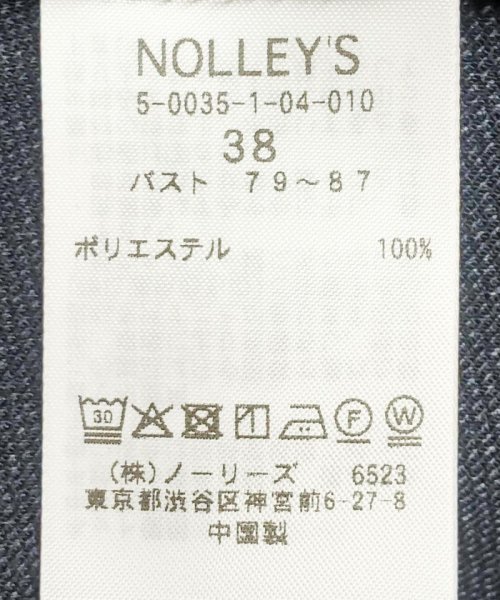 NOLLEY'S
5-0035-1-04-010
38
バスト 79～87
ポリエステル 100%
30 F W
(株)ノーリーズ 6523
東京都渋谷区神宮前6-27-8
中國製